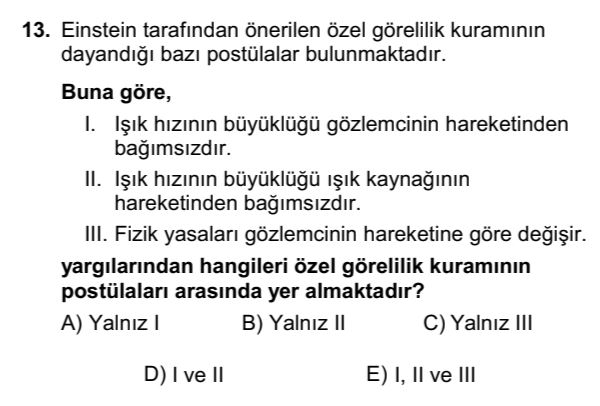 13. Einstein tarafından önerilen özel görelilik kuramının
dayandığı bazı postülalar bulunmaktadır.
Buna göre,
I. Işık hızının büyüklüğü gözlemcinin hareketinden
bağımsızdır.
II. Işık hızının büyüklüğü ışık kaynağının
hareketinden bağımsızdır.
III. Fizik yasaları gözlemcinin hareketine göre değişir.
yargılarından hangileri özel görelilik kuramının
postülaları arasında yer almaktadır?
A) Yalnız I B) Yalnız II C) Yalnız III
D) I ve II E) I, II ve III